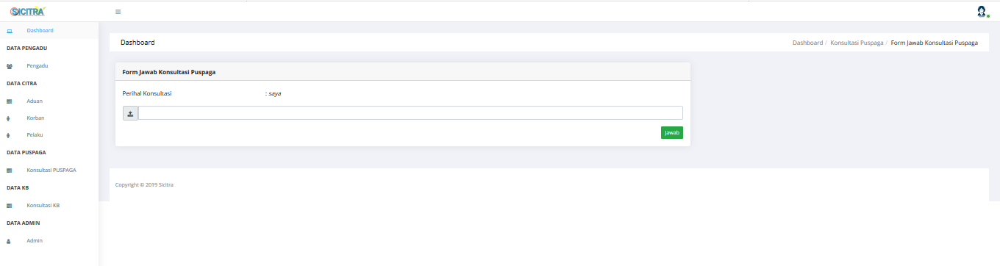 SICITRA
Dashboard
DATA PENGADU
Pengadu
DATA CITRA
Aduan
Korban
Pelaku
DATA PUSPAGA
Konsultasi PUSPAGA
DATA KB
Konsultasi KB
DATA ADMIN
Admin
Dashboard
Dashboard / Konsultasi Puspaga / Form Jawab Konsultasi Puspaga
Form Jawab Konsultasi Puspaga
Perihal Konsultasi : saya
Jawab
Copyright © 2019 Sicitra